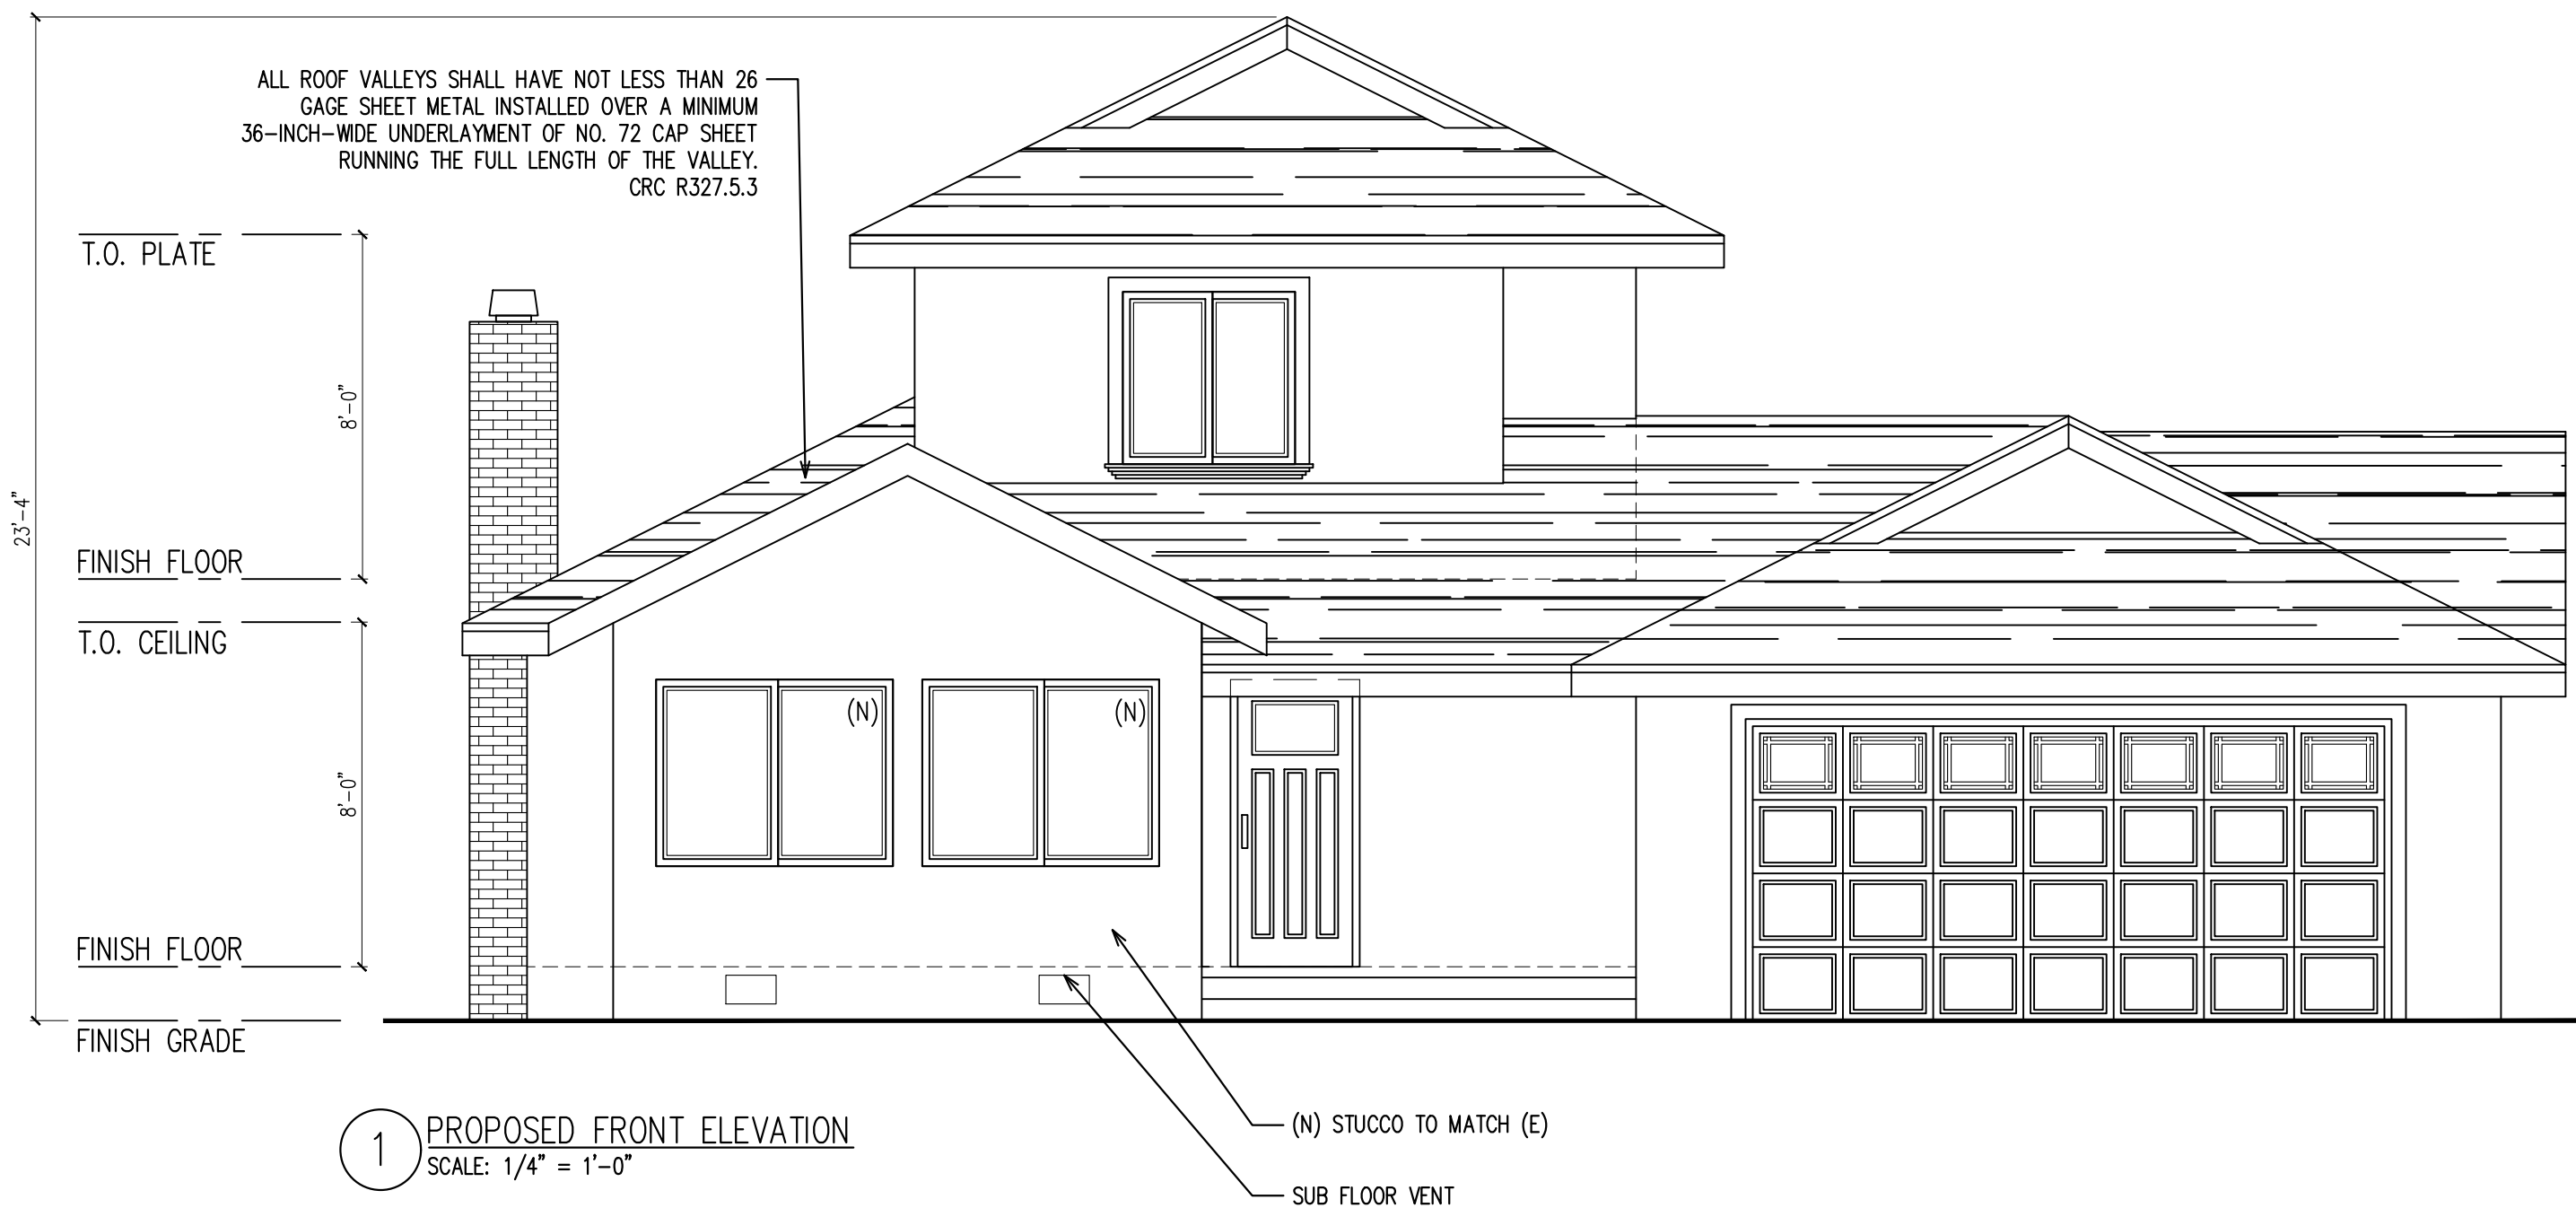 ALL ROOF VALLEYS SHALL HAVE NOT LESS THAN 26
GAGE SHEET METAL INSTALLED OVER A MINIMUM
36-INCH-WIDE UNDERLAYMENT OF NO. 72 CAP SHEET
RUNNING THE FULL LENGTH OF THE VALLEY.
CRC R327.5.3
T.O. PLATE
8'-0"
23'-4"
FINISH FLOOR
T.O. CEILING
(N)
(N)
8'-0"
FINISH FLOOR
FINISH GRADE
1
PROPOSED FRONT ELEVATION
SCALE: 1/4" = 1'-0"
(N) STUCCO TO MATCH (E)
SUB FLOOR VENT